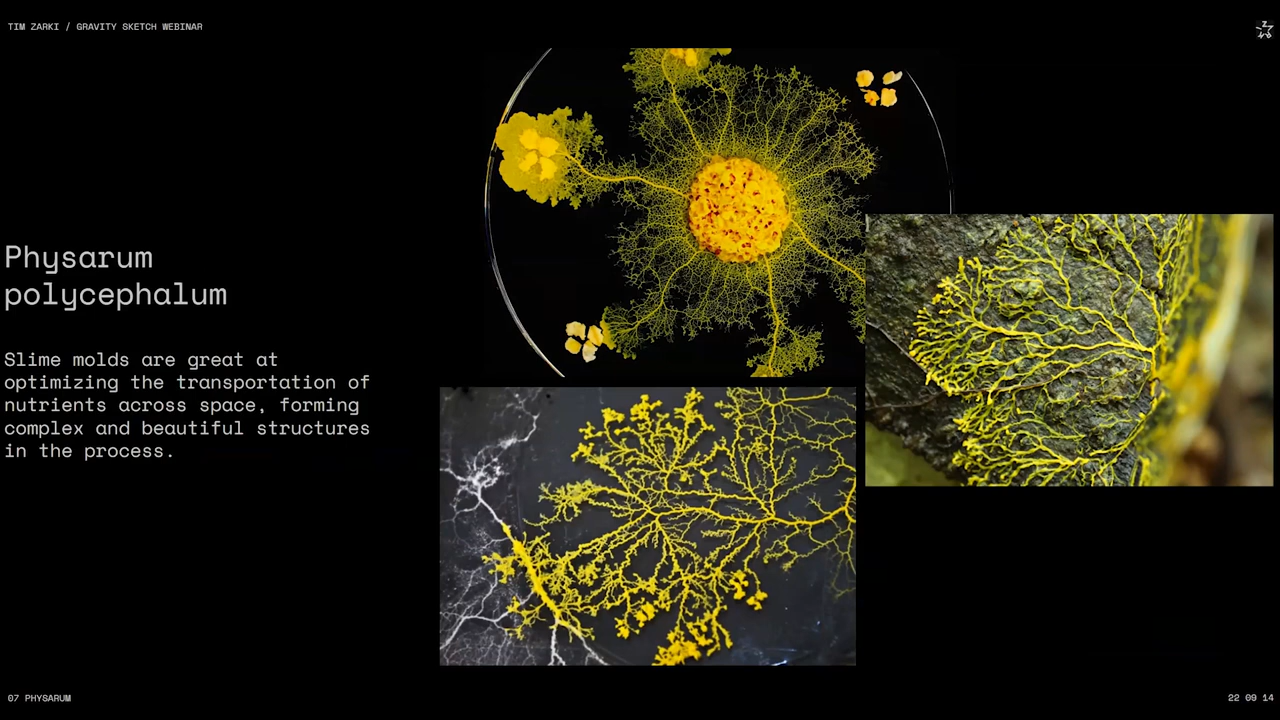 TIM ZARKI / GRAVITY SKETCH WEBINAR
Physarum
polycephalum
Slime molds are great at
optimizing the transportation of
nutrients across space, forming
complex and beautiful structures
in the process.
07 PHYSARUM
22 09 14